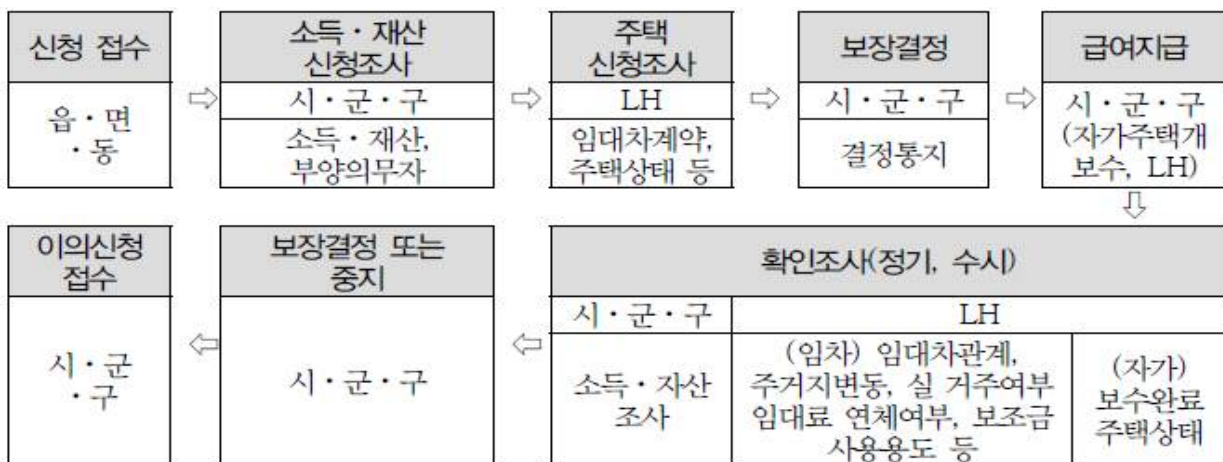 신청 접수
읍・면
・동
⇨
소득・재산
신청조사
시・군・구
소득・재산,
부양의무자
⇨
주택
신청조사
LH
임대차계약,
주택상태 등
⇨
보장결정
시・군・구
결정통지
⇨
급여지급
시・군・구
(자가주택개
보수, LH)
⇩
확인조사(정기, 수시)
시・군・구
소득・자산
조사
LH
(임차) 임대차관계,
주거지변동, 실 거주여부
임대료 연체여부, 보조금
사용용도 등
(자가)
보수완료
주택상태
⇦
보장결정 또는
중지
시・군・구
⇦
이의신청
접수
시・군
・구